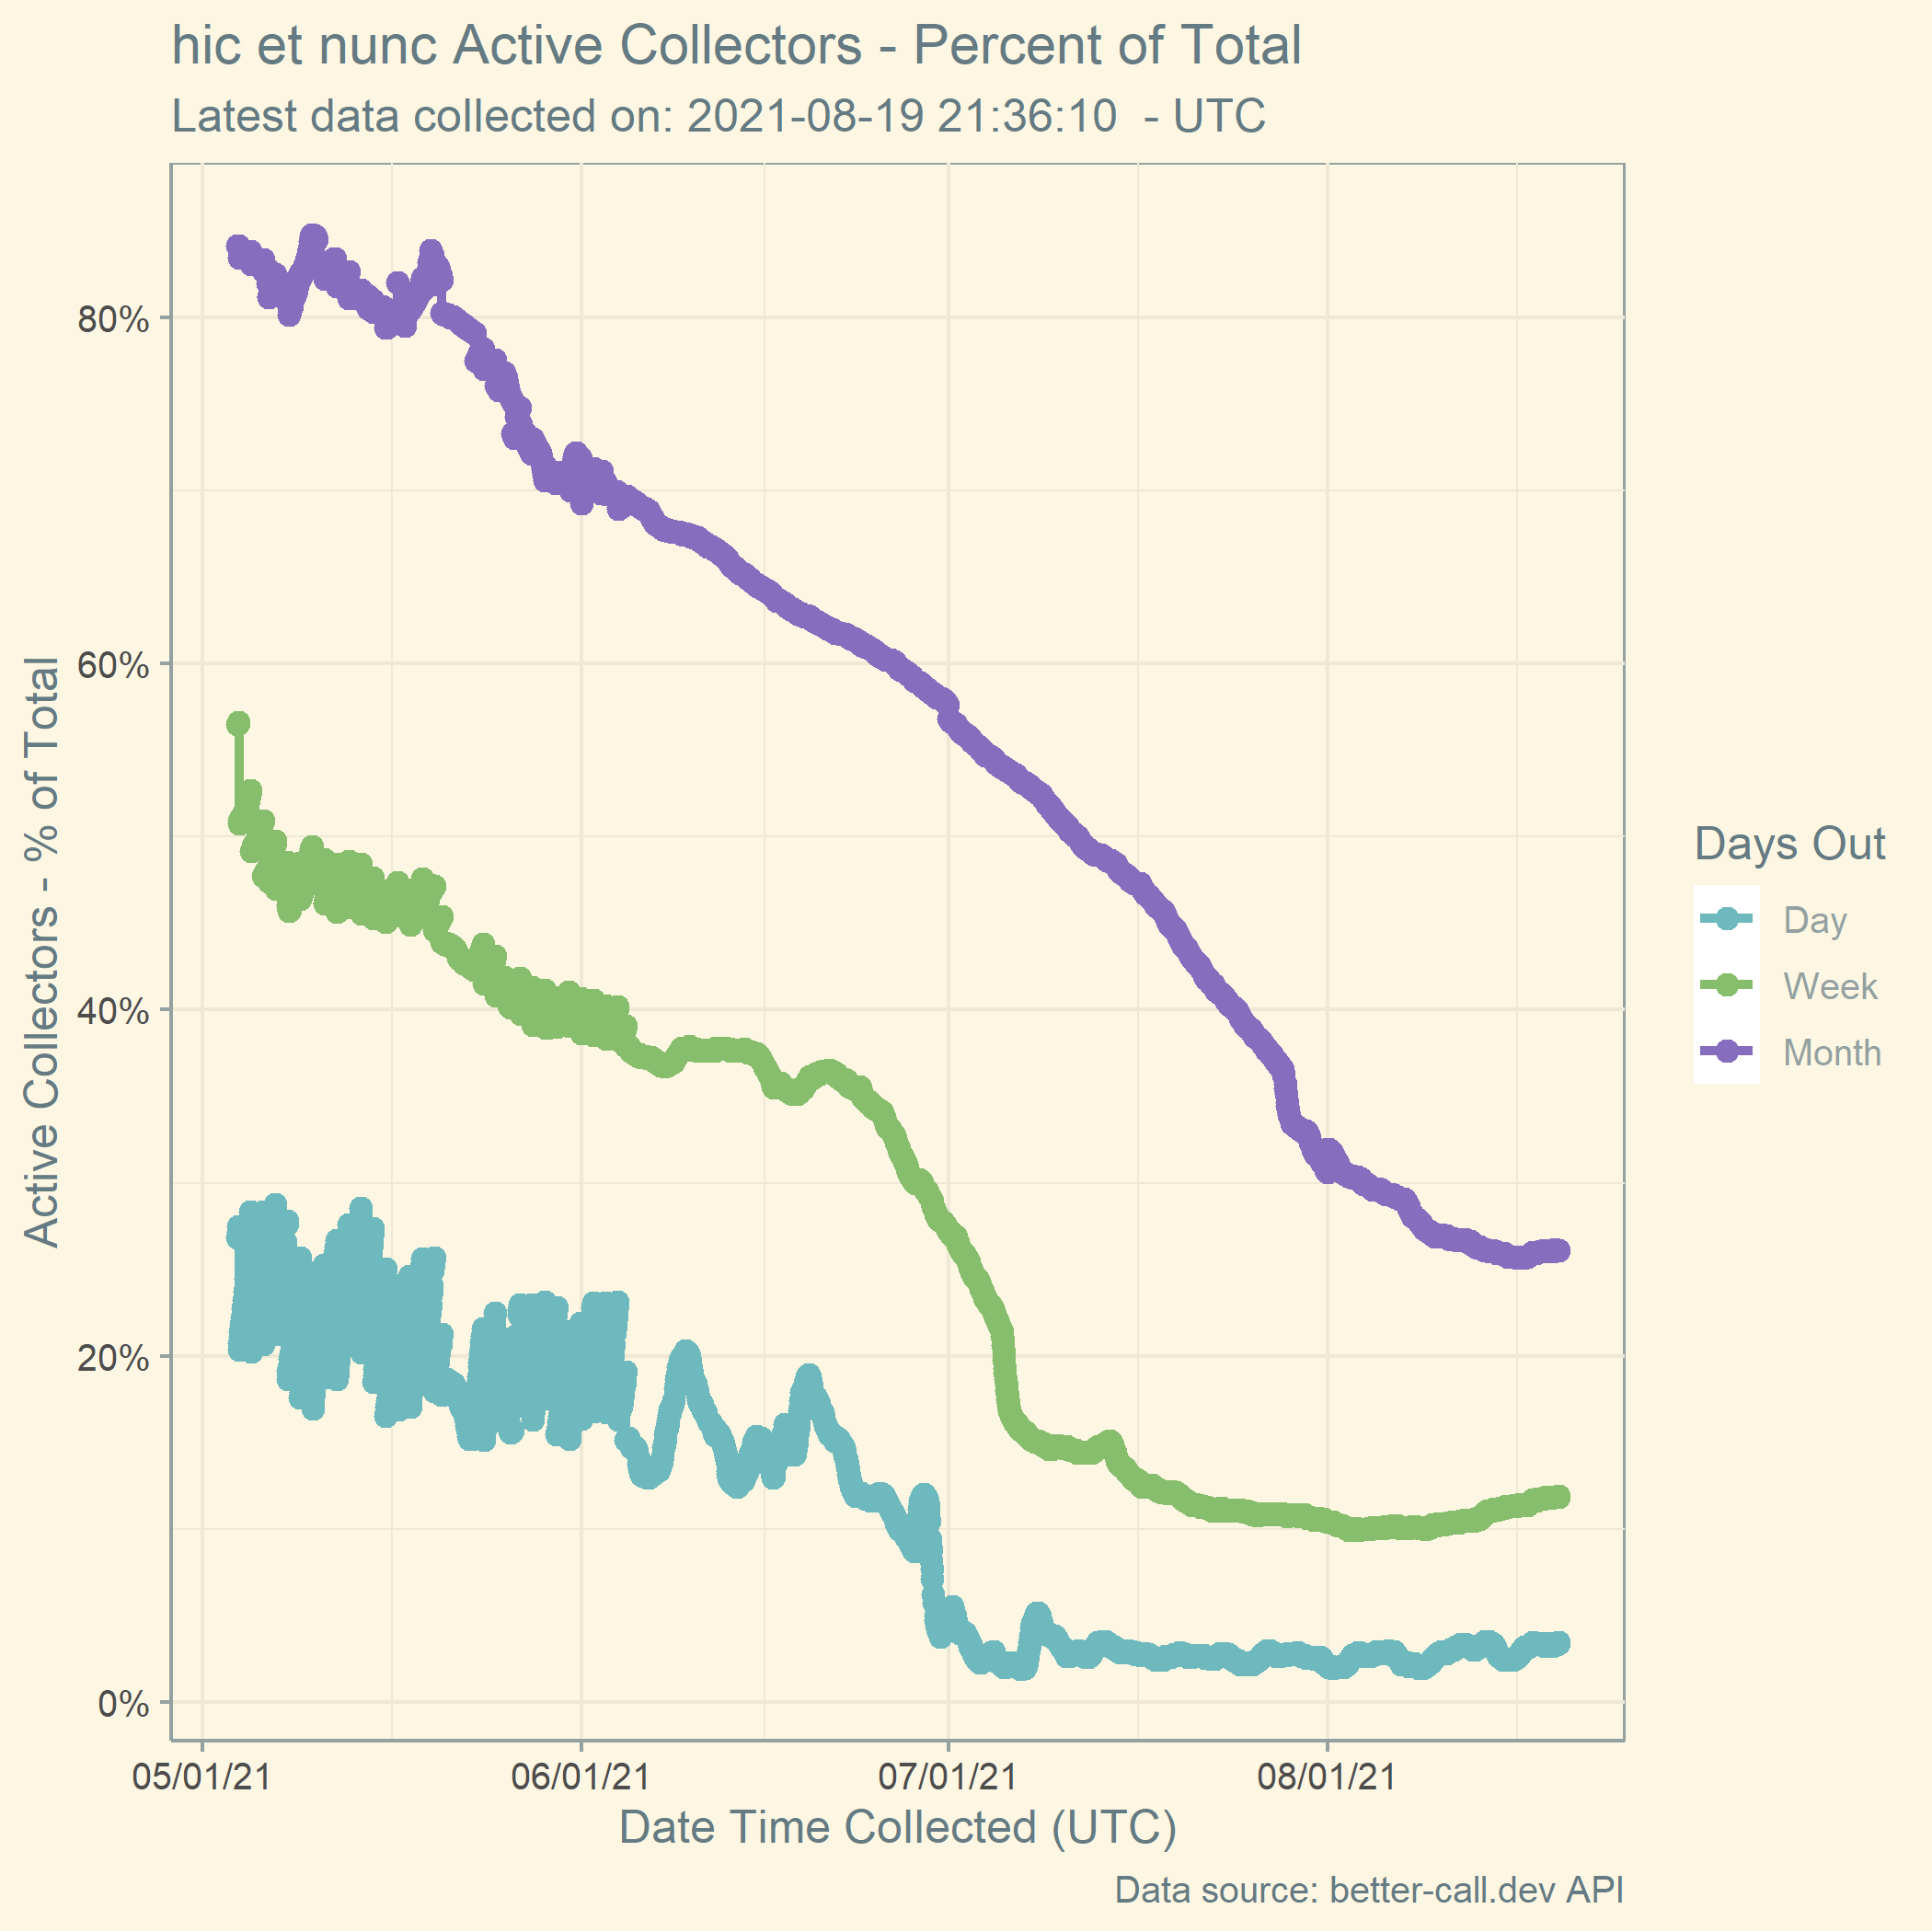 hic et nunc Active Collectors - Percent of Total
Latest data collected on: 2021-08-19 21:36:10  - UTC
Active Collectors - % of Total
80%
60%
40%
20%
0%
05/01/21
06/01/21
07/01/21
08/01/21
Date Time Collected (UTC)
Days Out
Day
Week
Month
Data source: better-call.dev API